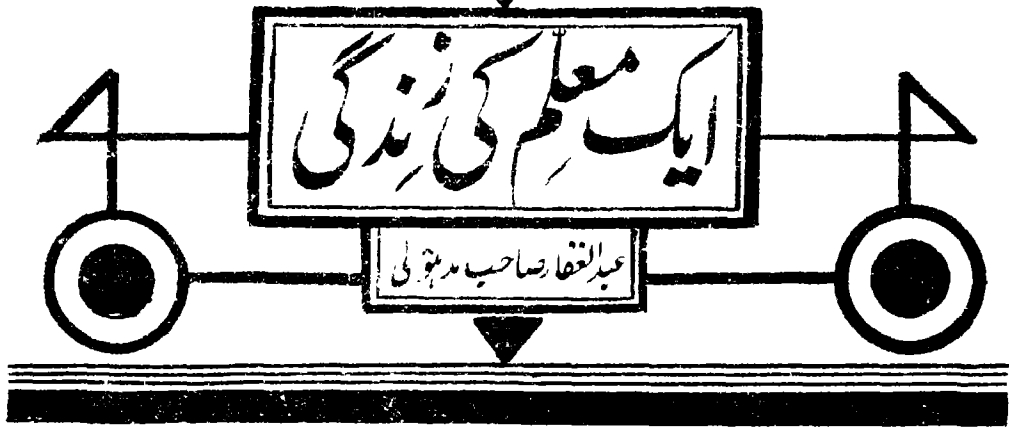 ایک معلم کی زندگی
عبدالغفار صاحب مدہولی